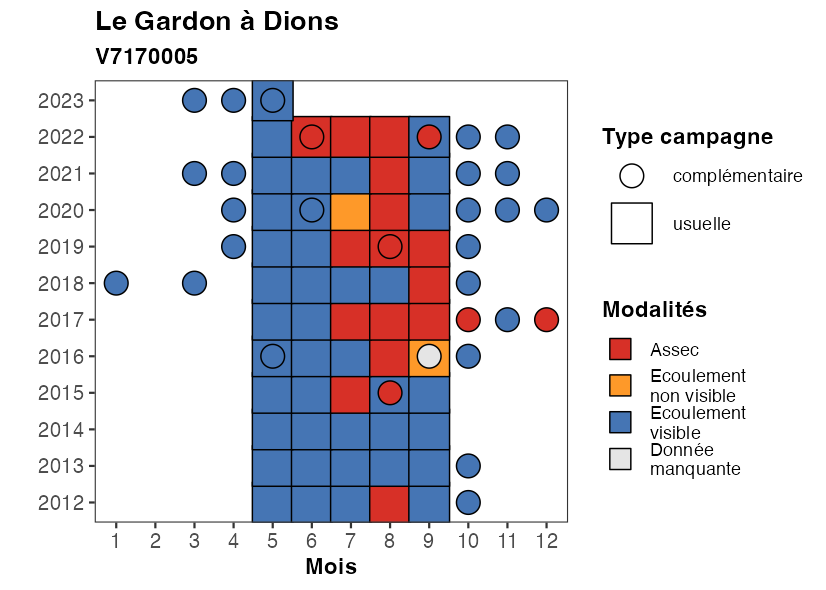 Le Gardon à Dions
V7170005
2023
2022
2021
2020
2019
2018
2017
2016
2015
2014
2013
2012
1 2 3 4 5 6 7 8 9 10 11 12
Mois
Type campagne
complémentaire
usuelle
Modalités
Assec
Ecoulement
non visible
Ecoulement
visible
Donnée
manquante